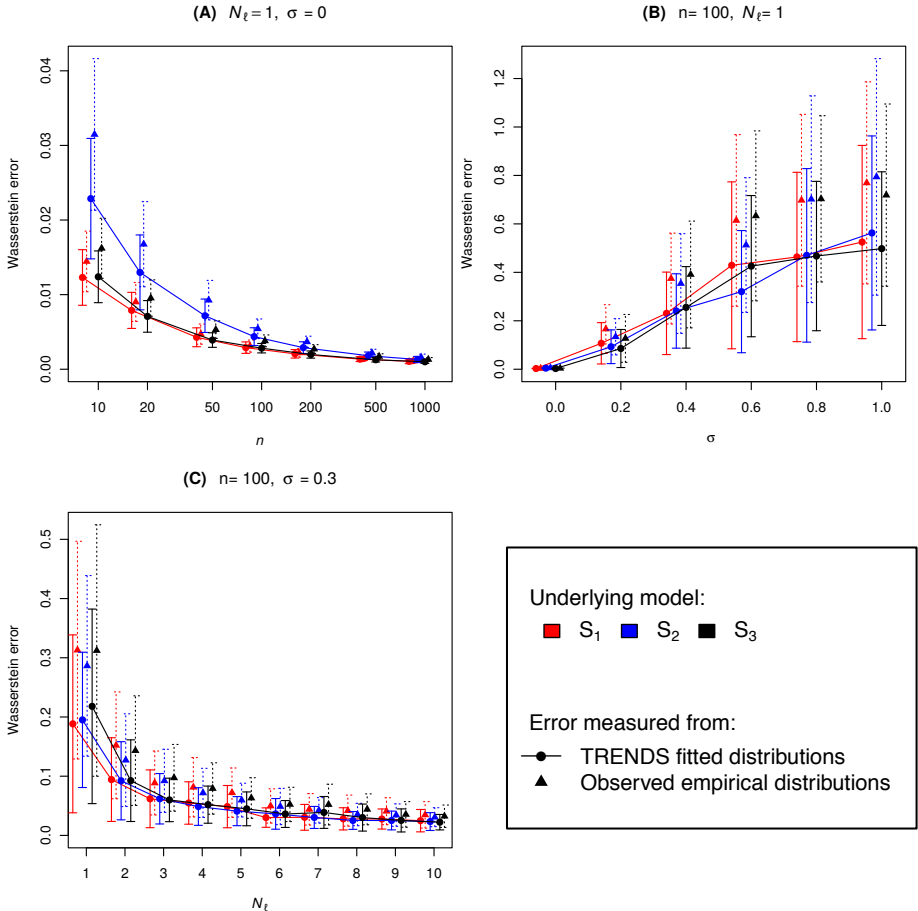 (A) Nℓ = 1, σ = 0
Wasserstein error
0.04
0.03
0.02
0.01
0.00
10 20 50 100 200 500 1000
n
(B) n= 100, Nℓ= 1
Wasserstein error
1.2
1.0
0.8
0.6
0.4
0.2
0.0
0.0 0.2 0.4 0.6 0.8 1.0
σ
(C) n= 100, σ = 0.3
Wasserstein error
0.5
0.4
0.3
0.2
0.1
0.0
1 2 3 4 5 6 7 8 9 10
Nℓ
Underlying model:
S1 S2 S3
Error measured from:
TRENDS fitted distributions
Observed empirical distributions